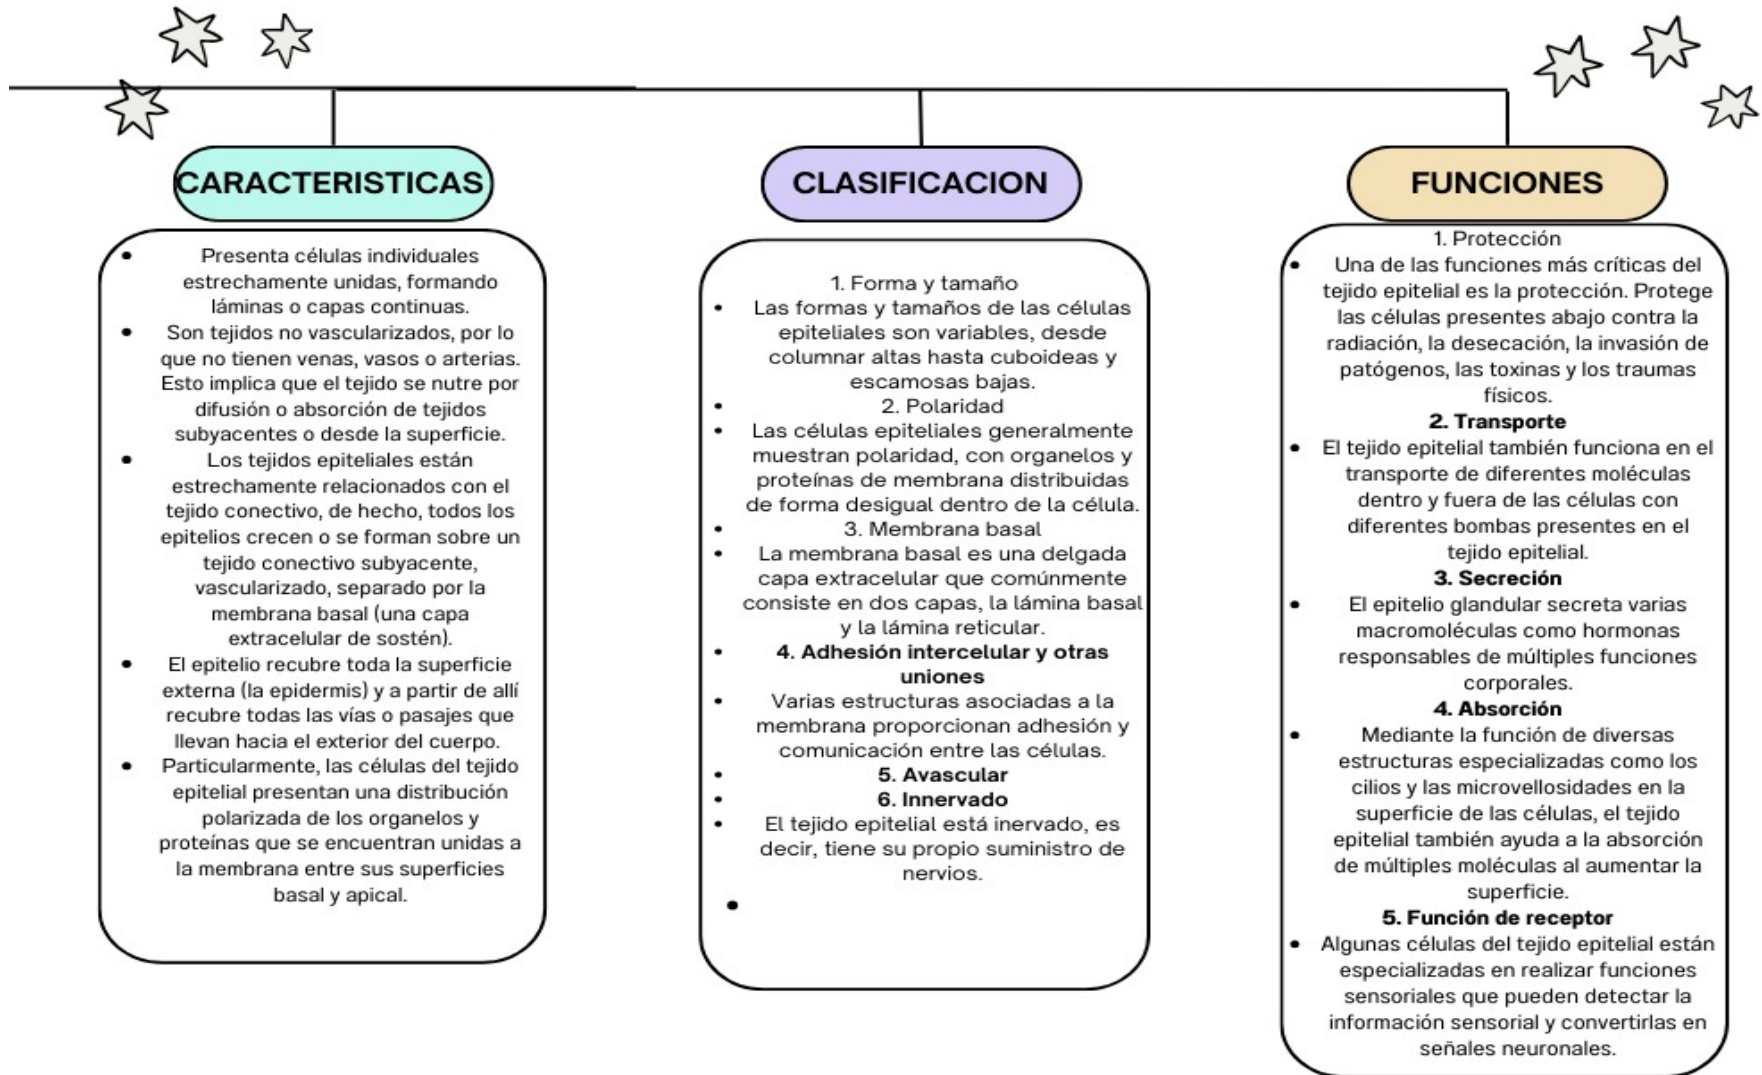 CARACTERISTICAS
• Presenta células individuales
estrechamente unidas, formando
láminas o capas continuas.
• Son tejidos no vascularizados, por lo
que no tienen venas, vasos o arterias.
Esto implica que el tejido se nutre por
difusión o absorción de tejidos
subyacentes o desde la superficie.
• Los tejidos epiteliales están
estrechamente relacionados con el
tejido conectivo, de hecho, todos los
epitelios crecen o se forman sobre un
tejido conectivo subyacente,
vascularizado, separado por la
membrana basal (una capa
extracelular de sostén).
• El epitelio recubre toda la superficie
externa (la epidermis) y a partir de allí
recubre todas las vías o pasajes que
llevan hacia el exterior del cuerpo.
• Particularmente, las células del tejido
epitelial presentan una distribución
polarizada de los organelos y
proteínas que se encuentran unidas a
la membrana entre sus superficies
basal y apical.
CLASIFICACION
1. Forma y tamaño
• Las formas y tamaños de las células
epiteliales son variables, desde
columnar altas hasta cuboideas y
escamosas bajas.
• 2. Polaridad
• Las células epiteliales generalmente
muestran polaridad, con organelos y
proteínas de membrana distribuidas
de forma desigual dentro de la célula.
• 3. Membrana basal
• La membrana basal es una delgada
capa extracelular que comúnmente
consiste en dos capas, la lámina basal
y la lámina reticular.
• 4. Adhesión intercelular y otras
uniones
• Varias estructuras asociadas a la
membrana proporcionan adhesión y
comunicación entre las células.
• 5. Avascular
• 6. Innervado
• El tejido epitelial está inervado, es
decir, tiene su propio suministro de
nervios.
•
FUNCIONES
1. Protección
• Una de las funciones más críticas del
tejido epitelial es la protección. Protege
las células presentes abajo contra la
radiación, la desecación, la invasión de
patógenos, las toxinas y los traumas
físicos.
2. Transporte
• El tejido epitelial también funciona en el
transporte de diferentes moléculas
dentro y fuera de las células con
diferentes bombas presentes en el
tejido epitelial.
3. Secreción
• El epitelio glandular secreta varias
macromoléculas como hormonas
responsables de múltiples funciones
corporales.
4. Absorción
• Mediante la función de diversas
estructuras especializadas como los
cilios y las microvellosidades en la
superficie de las células, el tejido
epitelial también ayuda a la absorción
de múltiples moléculas al aumentar la
superficie.
5. Función de receptor
• Algunas células del tejido epitelial están
especializadas en realizar funciones
sensoriales que pueden detectar la
información sensorial y convertirlas en
señales neuronales.